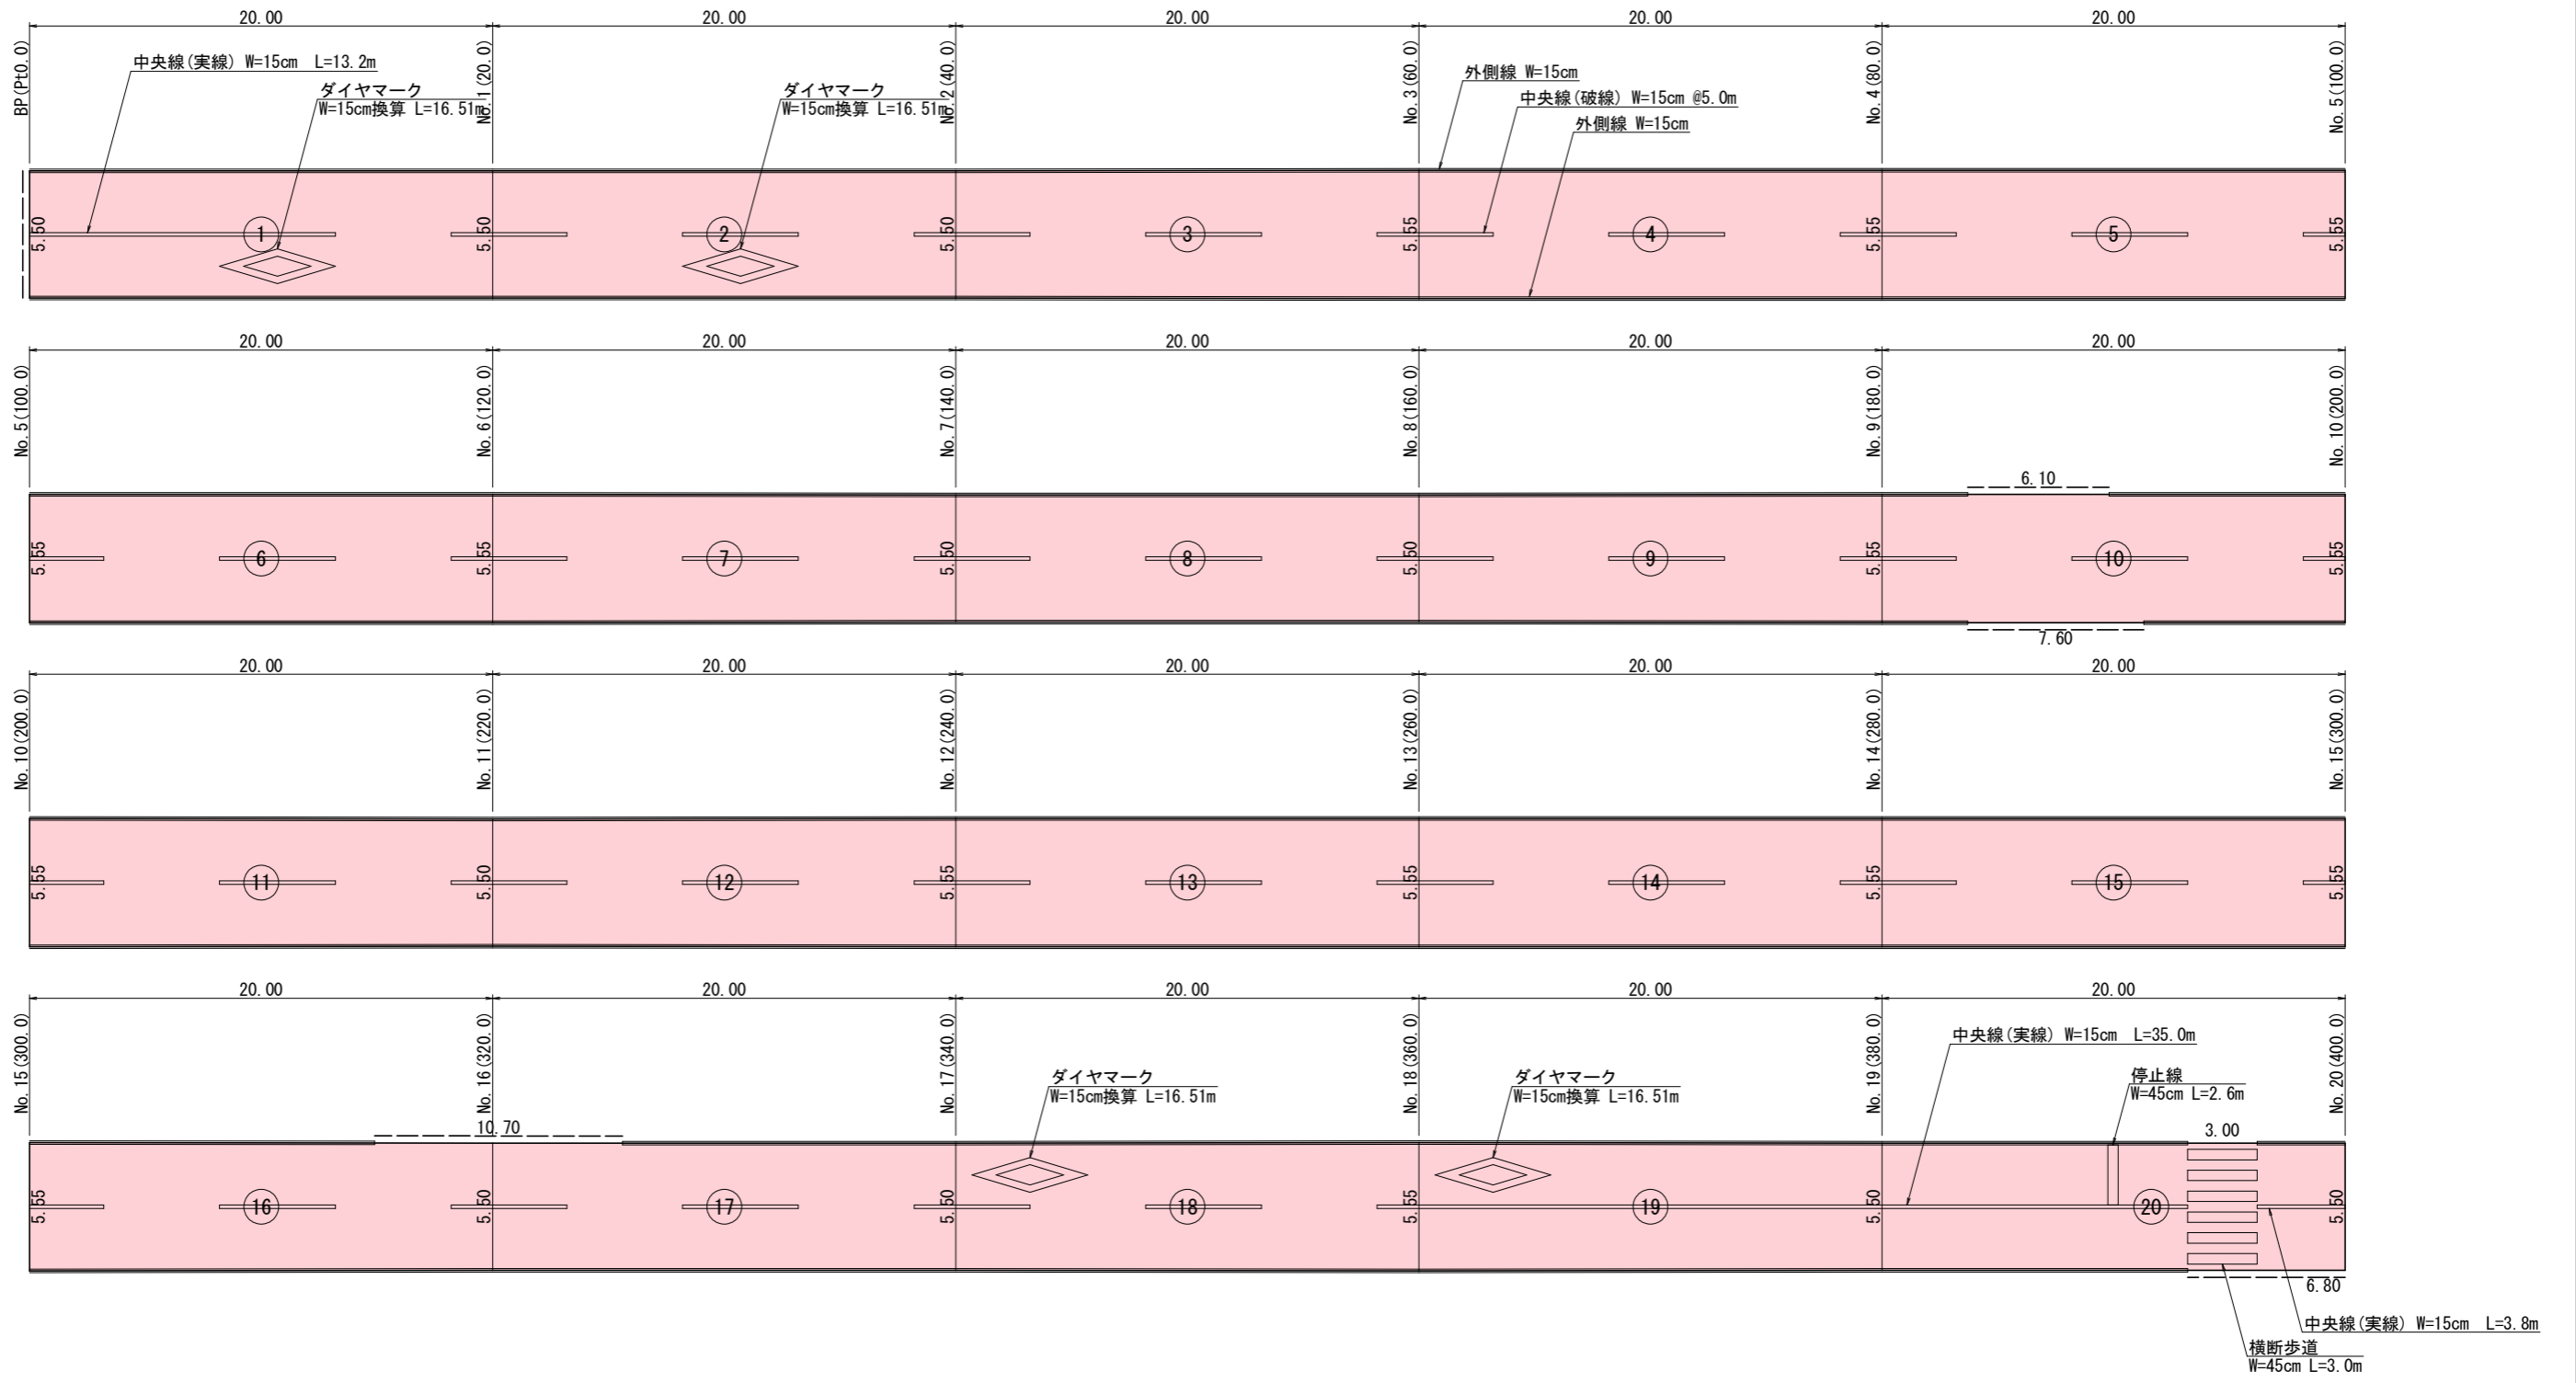 20.00 20.00 20.00 20.00 20.00
BP(Pt0.0) No.1(20.0) No.2(40.0) No.3(60.0) No.4(80.0) No.5(100.0)
中央線(実線) W=15cm L=13.2m
ダイヤマーク
W=15cm換算 L=16.51m
ダイヤマーク
W=15cm換算 L=16.51m
外側線 W=15cm
中央線(破線) W=15cm @5.0m
外側線 W=15cm
5.50 1 5.50 2 5.50 3 5.55 4 5.55 5 5.55
20.00 20.00 20.00 20.00 20.00
No.5(100.0) No.6(120.0) No.7(140.0) No.8(160.0) No.9(180.0) No.10(200.0)
6.10
5.55 6 5.55 7 5.50 8 5.50 9 5.55 10 5.55
7.60
20.00 20.00 20.00 20.00 20.00
No.10(200.0) No.11(220.0) No.12(240.0) No.13(260.0) No.14(280.0) No.15(300.0)
5.55 11 5.50 12 5.55 13 5.55 14 5.55 15 5.55
20.00 20.00 20.00 20.00 20.00
No.15(300.0) No.16(320.0) No.17(340.0) No.18(360.0) No.19(380.0) No.20(400.0)
中央線(実線) W=15cm L=35.0m
ダイヤマーク
W=15cm換算 L=16.51m
ダイヤマーク
W=15cm換算 L=16.51m
停止線
W=45cm L=2.6m
10.70
3.00
5.55 16 5.50 17 5.50 18 5.55 19 5.50 20 5.50
6.80
中央線(実線) W=15cm L=3.8m
横断歩道
W=45cm L=3.0m